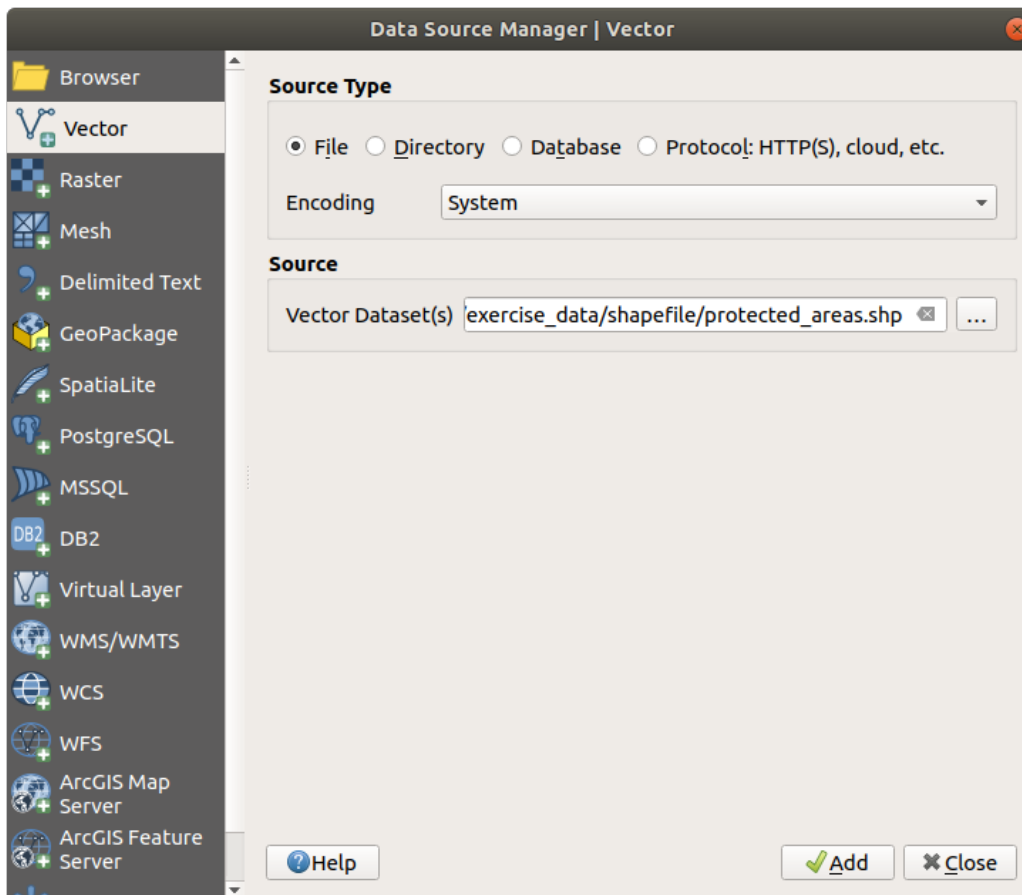 Data Source Manager | Vector
Browser
Vector
Raster
Mesh
Delimited Text
GeoPackage
SpatiaLite
PostgreSQL
MSSQL
DB2
DB2
Virtual Layer
WMS/WMTS
WCS
WFS
ArcGIS Map
Server
ArcGIS Feature
Server
Source Type
File Directory Database Protocol: HTTP(S), cloud, etc.
Encoding System
Source
Vector Dataset(s) /exercise_data/shapefile/protected_areas.shp ...
Help Add Close